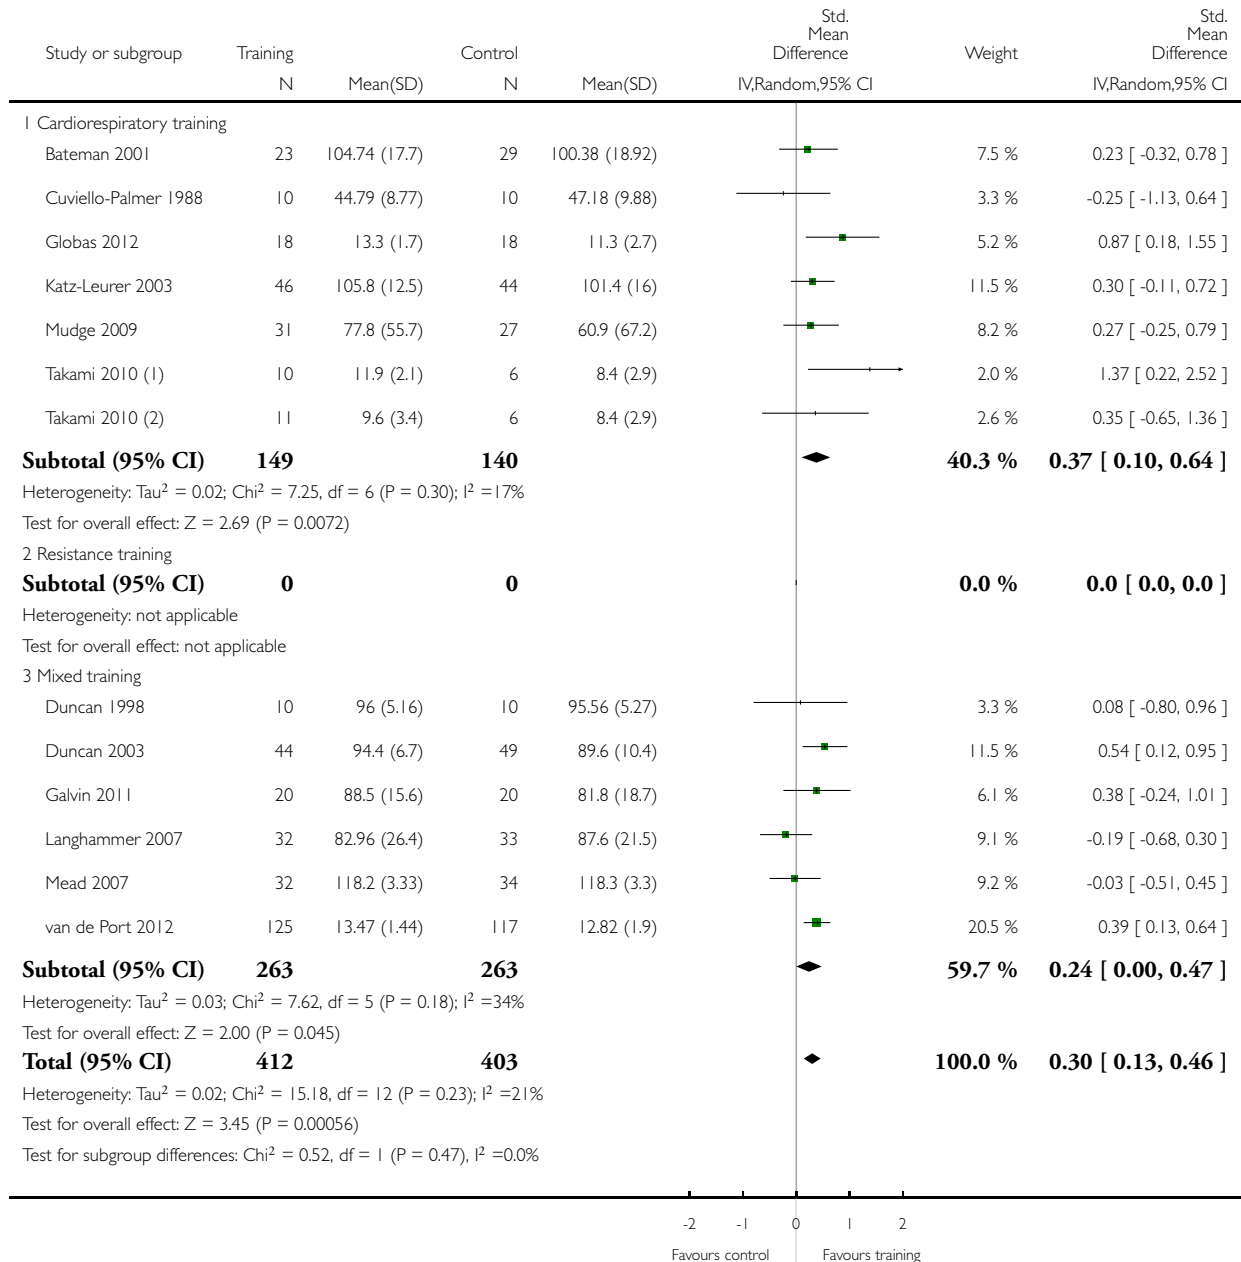 Std. Mean Difference Std. Mean Difference
Study or subgroup Training Control Weight
N Mean(SD) N Mean(SD) IV,Random,95% CI IV,Random,95% CI
1 Cardiorespiratory training
Bateman 2001 23 104.74 (17.7) 29 100.38 (18.92) 7.5 % 0.23 [ -0.32, 0.78 ]
Cuviello-Palmer 1988 10 44.79 (8.77) 10 47.18 (9.88) 3.3 % -0.25 [ -1.13, 0.64 ]
Globas 2012 18 13.3 (1.7) 18 11.3 (2.7) 5.2 % 0.87 [ 0.18, 1.55 ]
Katz-Leurer 2003 46 105.8 (12.5) 44 101.4 (16) 11.5 % 0.30 [ -0.11, 0.72 ]
Mudge 2009 31 77.8 (55.7) 27 60.9 (67.2) 8.2 % 0.27 [ -0.25, 0.79 ]
Takami 2010 (1) 10 11.9 (2.1) 6 8.4 (2.9) 2.0 % 1.37 [ 0.22, 2.52 ]
Takami 2010 (2) 11 9.6 (3.4) 6 8.4 (2.9) 2.6 % 0.35 [ -0.65, 1.36 ]
Subtotal (95% CI) 149 140 40.3 % 0.37 [ 0.10, 0.64 ]
Heterogeneity: Tau² = 0.02; Chi² = 7.25, df = 6 (P = 0.30); I² =17%
Test for overall effect: Z = 2.69 (P = 0.0072)
2 Resistance training
Subtotal (95% CI) 0 0 0.0 % 0.0 [ 0.0, 0.0 ]
Heterogeneity: not applicable
Test for overall effect: not applicable
3 Mixed training
Duncan 1998 10 96 (5.16) 10 95.56 (5.27) 3.3 % 0.08 [ -0.80, 0.96 ]
Duncan 2003 44 94.4 (6.7) 49 89.6 (10.4) 11.5 % 0.54 [ 0.12, 0.95 ]
Galvin 2011 20 88.5 (15.6) 20 81.8 (18.7) 6.1 % 0.38 [ -0.24, 1.01 ]
Langhammer 2007 32 82.96 (26.4) 33 87.6 (21.5) 9.1 % -0.19 [ -0.68, 0.30 ]
Mead 2007 32 118.2 (3.33) 34 118.3 (3.3) 9.2 % -0.03 [ -0.51, 0.45 ]
van de Port 2012 125 13.47 (1.44) 117 12.82 (1.9) 20.5 % 0.39 [ 0.13, 0.64 ]
Subtotal (95% CI) 263 263 59.7 % 0.24 [ 0.00, 0.47 ]
Heterogeneity: Tau² = 0.03; Chi² = 7.62, df = 5 (P = 0.18); I² =34%
Test for overall effect: Z = 2.00 (P = 0.045)
Total (95% CI) 412 403 100.0 % 0.30 [ 0.13, 0.46 ]
Heterogeneity: Tau² = 0.02; Chi² = 15.18, df = 12 (P = 0.23); I² =21%
Test for overall effect: Z = 3.45 (P = 0.00056)
Test for subgroup differences: Chi² = 0.52, df = 1 (P = 0.47), I² =0.0%
-2 -1 0 1 2
Favours control Favours training